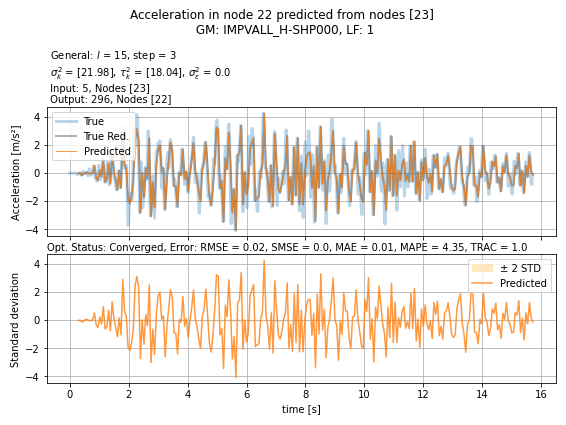 Acceleration in node 22 predicted from nodes [23]
GM: IMPVALL_H-SHP000, LF: 1
General: l = 15, step = 3
σ²ₖ = [21.98], τ²ₖ = [18.04], σ²ε = 0.0
Input: 5, Nodes [23]
Output: 296, Nodes [22]
Acceleration [m/s²]
4
2
0
−2
−4
True
True Red.
Predicted
Opt. Status: Converged, Error: RMSE = 0.02, SMSE = 0.0, MAE = 0.01, MAPE = 4.35, TRAC = 1.0
Standard deviation
4
2
0
−2
−4
± 2 STD
Predicted
0 2 4 6 8 10 12 14 16
time [s]